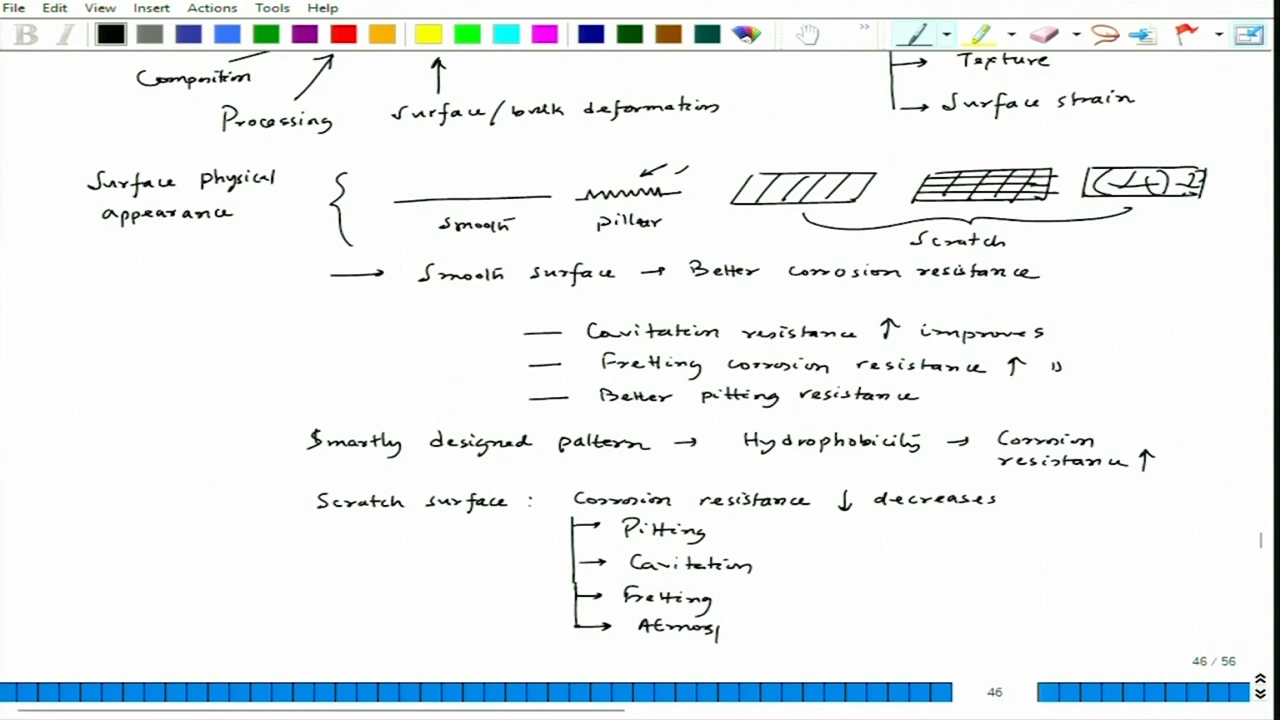 File Edit View Insert Actions Tools Help
B I
Composition
Processing
Surface/bulk deformation
Texture
Surface strain
Surface physical
appearance
Smooth
pillar
Scratch
→ Smooth surface → Better corrosion resistance
— Cavitation resistance ↑ improves
— Fretting corrosion resistance ↑ ״
— Better pitting resistance
Smartly designed pattern → Hydrophobicity → Corrosion
resistance ↑
Scratch surface : Corrosion resistance ↓ decreases
→ Pitting
→ Cavitation
→ Fretting
→ Atmosp
46 / 56
46